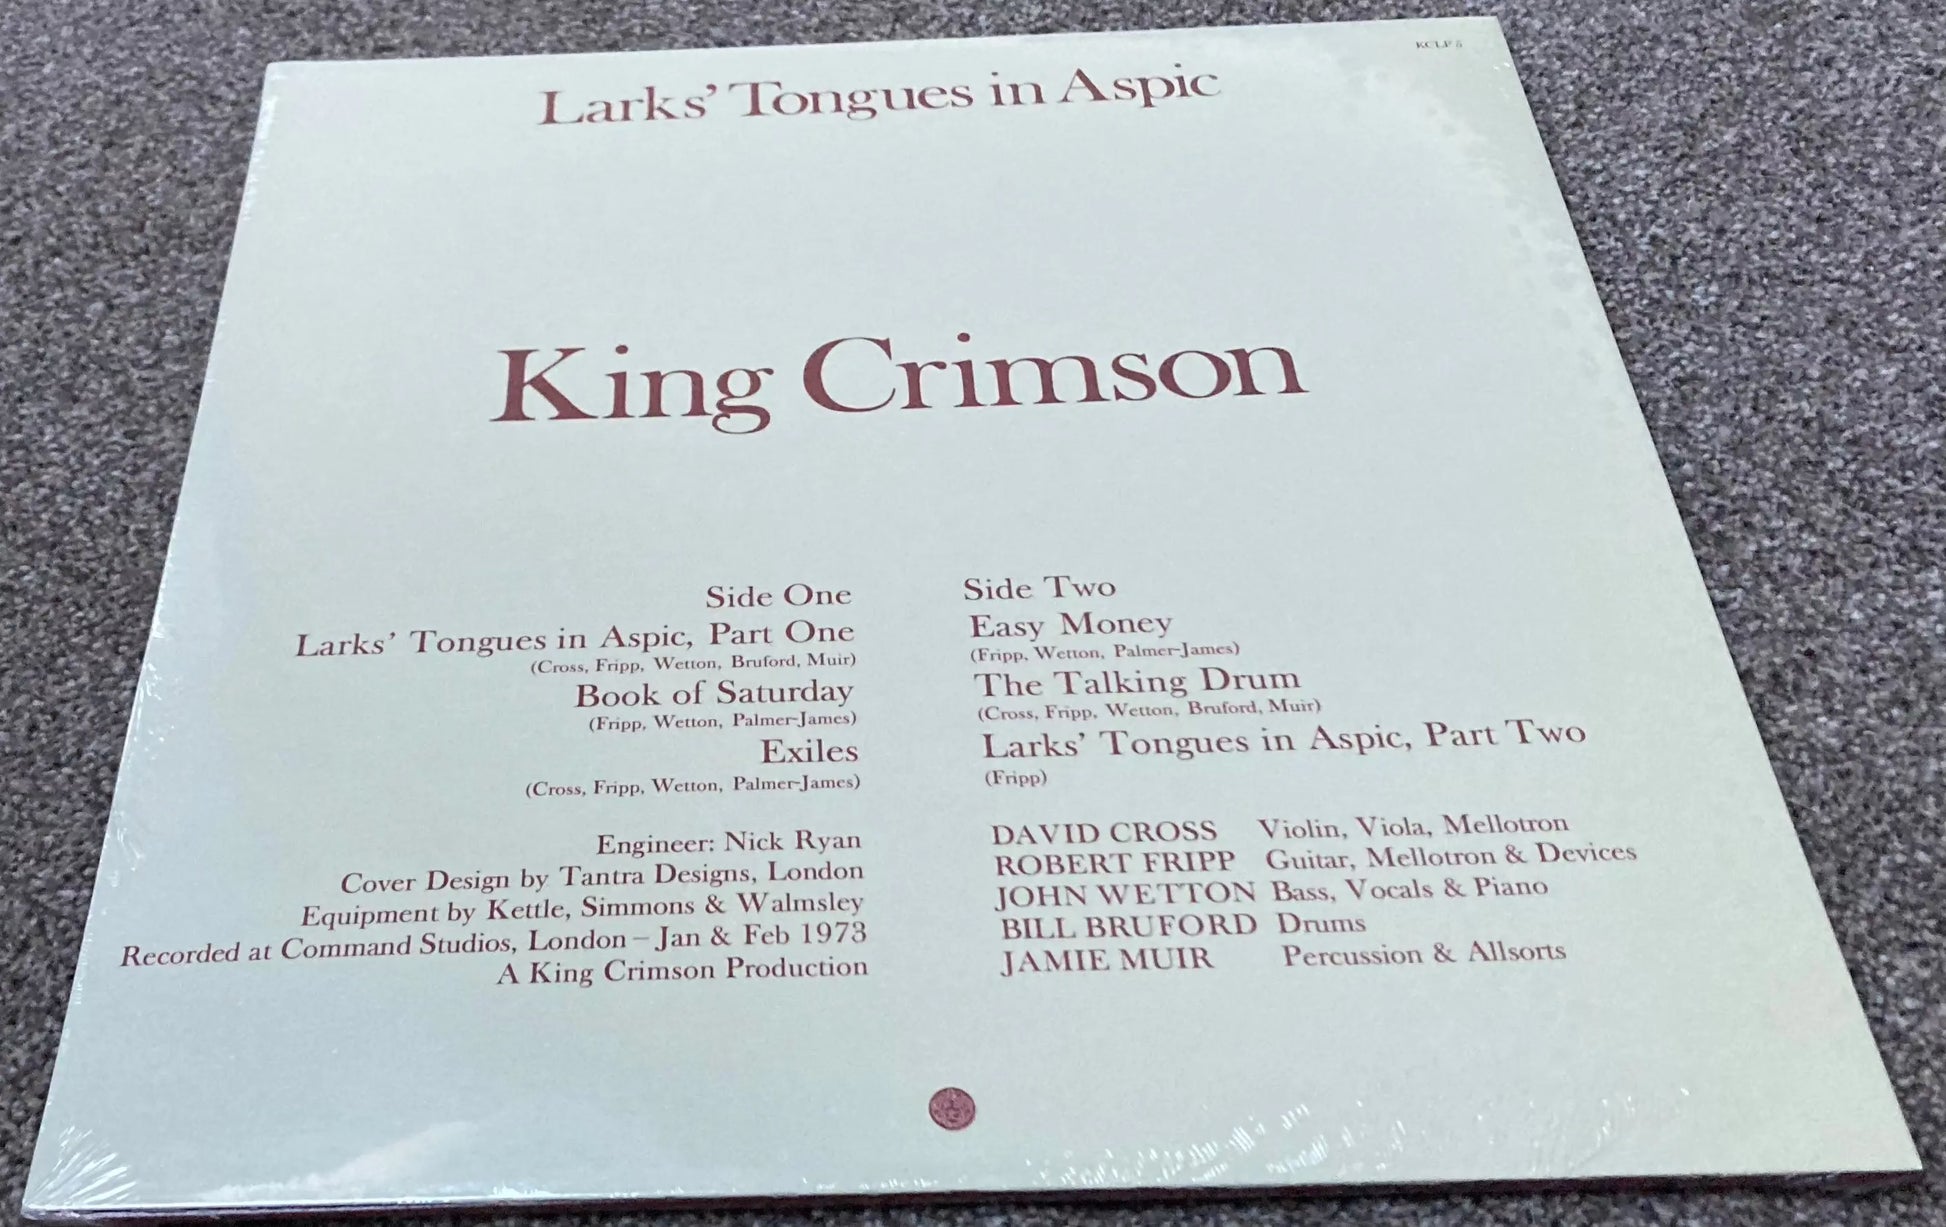 KCLP 5
Larks' Tongues in Aspic
King Crimson
Side One
Larks' Tongues in Aspic, Part One
(Cross, Fripp, Wetton, Bruford, Muir)
Book of Saturday
(Fripp, Wetton, Palmer-James)
Exiles
(Cross, Fripp, Wetton, Palmer-James)
Engineer: Nick Ryan
Cover Design by Tantra Designs, London
Equipment by Kettle, Simmons & Walmsley
Recorded at Command Studios, London – Jan & Feb 1973
A King Crimson Production
Side Two
Easy Money
(Fripp, Wetton, Palmer-James)
The Talking Drum
(Cross, Fripp, Wetton, Bruford, Muir)
Larks' Tongues in Aspic, Part Two
(Fripp)
DAVID CROSS Violin, Viola, Mellotron
ROBERT FRIPP Guitar, Mellotron & Devices
JOHN WETTON Bass, Vocals & Piano
BILL BRUFORD Drums
JAMIE MUIR Percussion & Allsorts